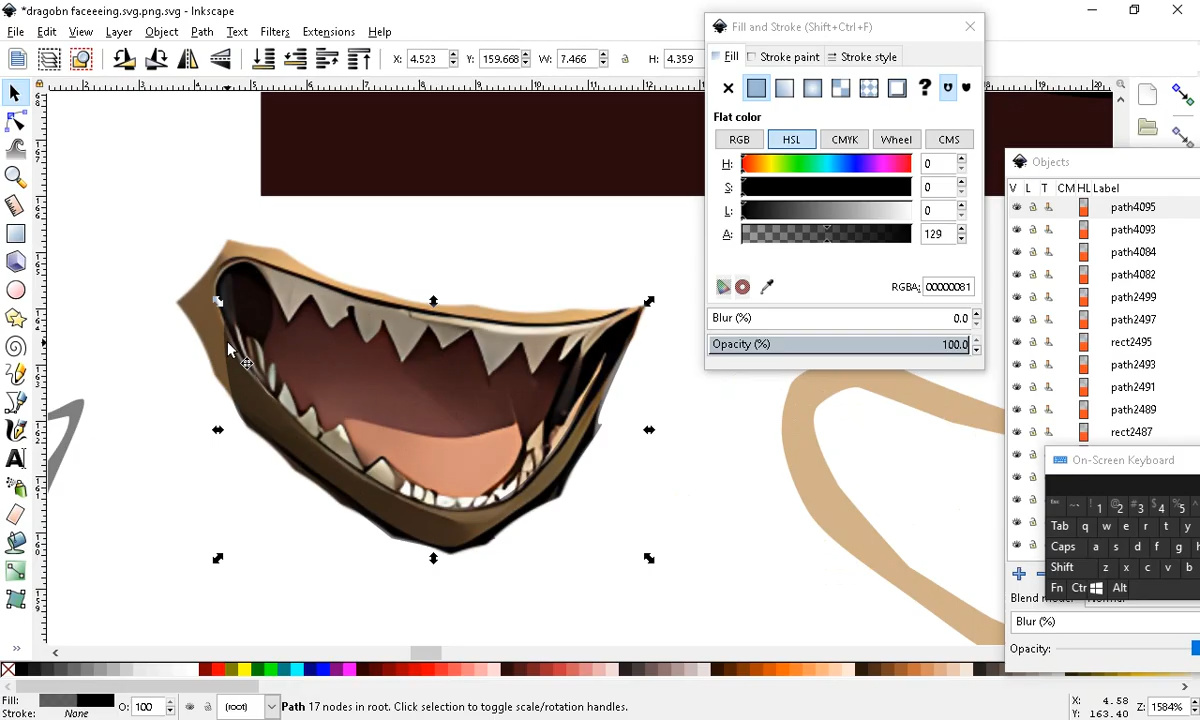 *dragobn faceeeing.svg.png.svg - Inkscape
File Edit View Layer Object Path Text Filters Extensions Help
X: 4.523 Y: 159.668 W: 7.466 H: 4.359
Fill and Stroke (Shift+Ctrl+F)
Fill Stroke paint Stroke style
Flat color
RGB HSL CMYK Wheel CMS
H: 0
S: 0
L: 0
A: 129
RGBA: 00000081
Blur (%) 0.0
Opacity (%) 100.0
Objects
V L T CM HL Label
path4095
path4093
path4084
path4082
path2499
path2497
rect2495
path2493
path2491
path2489
rect2487
On-Screen Keyboard
Tab q w e r t y
Caps a s d f g h
Shift z x c v b
Fn Ctr Alt
Blur (%)
Opacity:
Fill:
Stroke: None
O: 100 (root) Path 17 nodes in root. Click selection to toggle scale/rotation handles.
X: 4.58
Y: 163.40
Z: 1584%